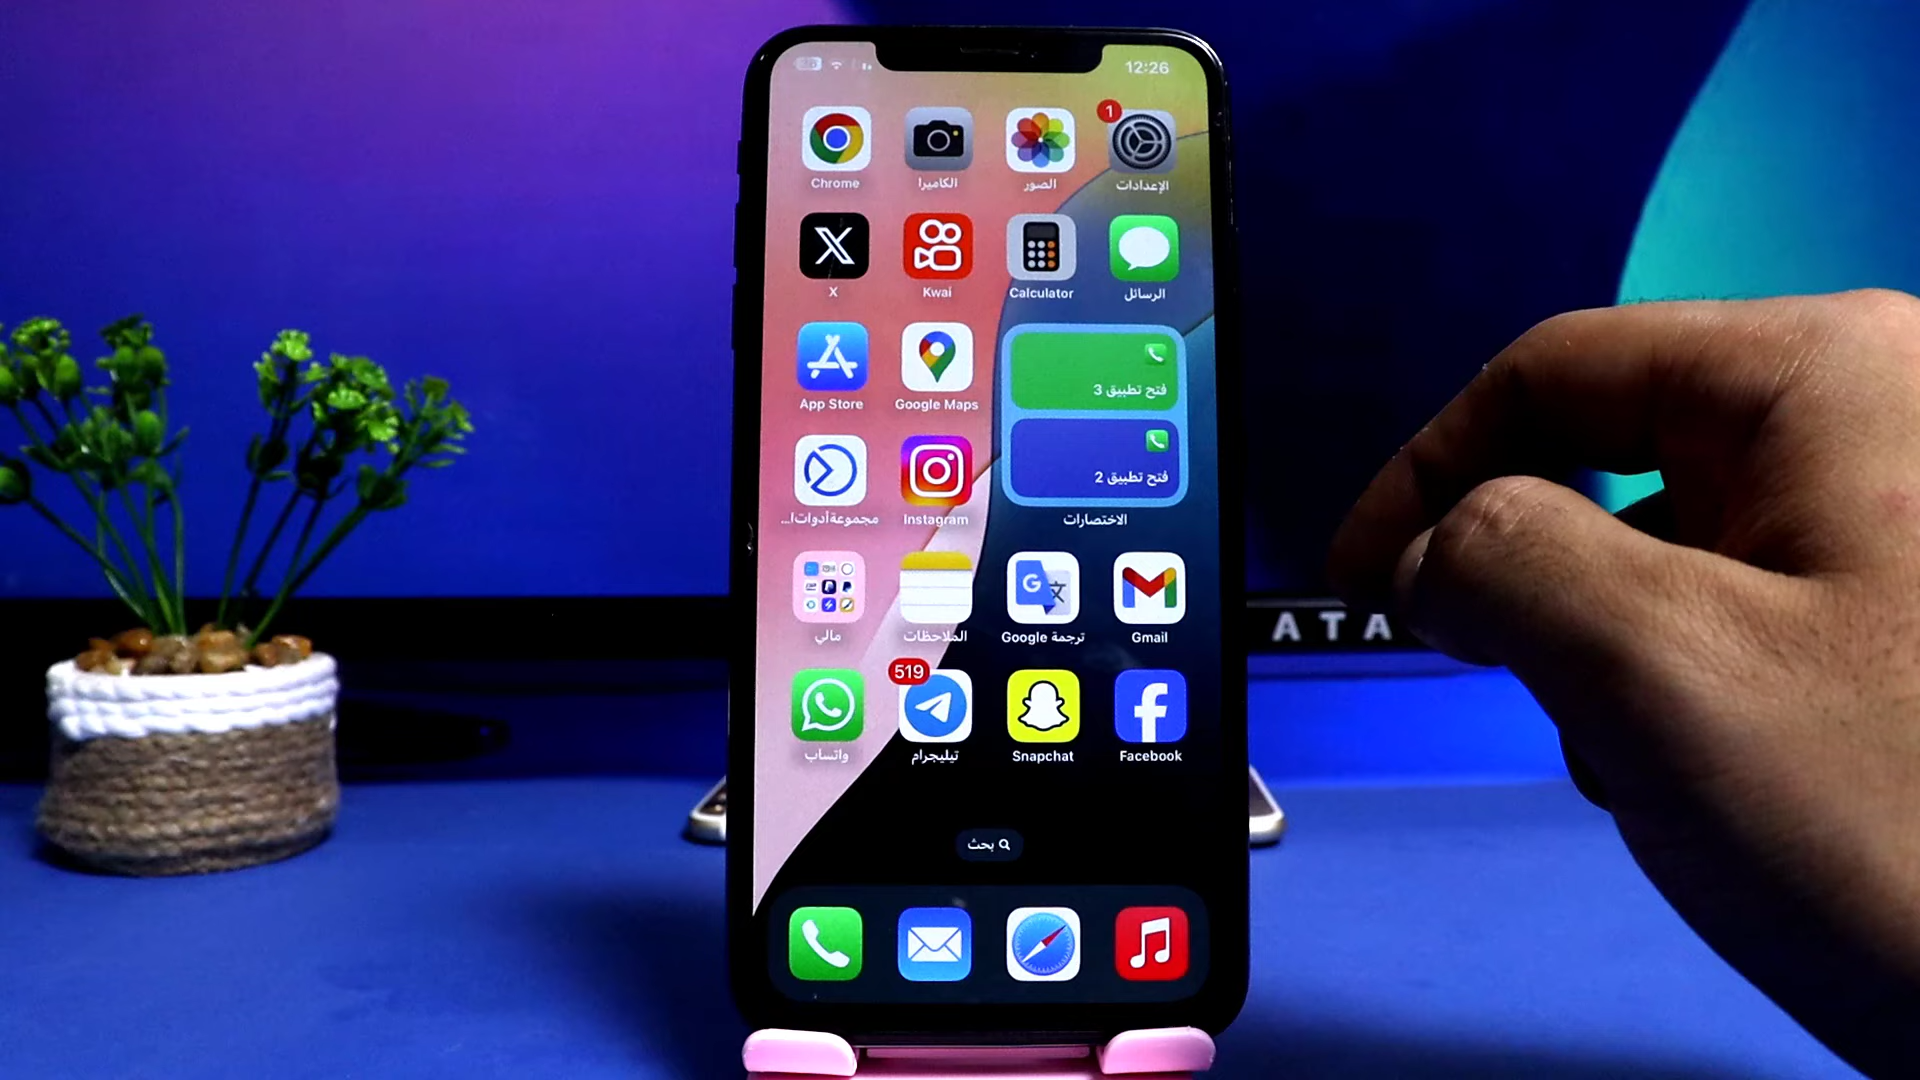 12:26
1
الإعدادات
الصور
الكاميرا
Chrome
الرسائل
Calculator
Kwai
X
فتح تطبيق 3
فتح تطبيق 2
الاختصارات
Google Maps
App Store
Instagram
مجموعة أدوات ا...
Gmail
ترجمة Google
الملاحظات
مالي
519
Facebook
Snapchat
تيليجرام
واتساب
بحث
ATA